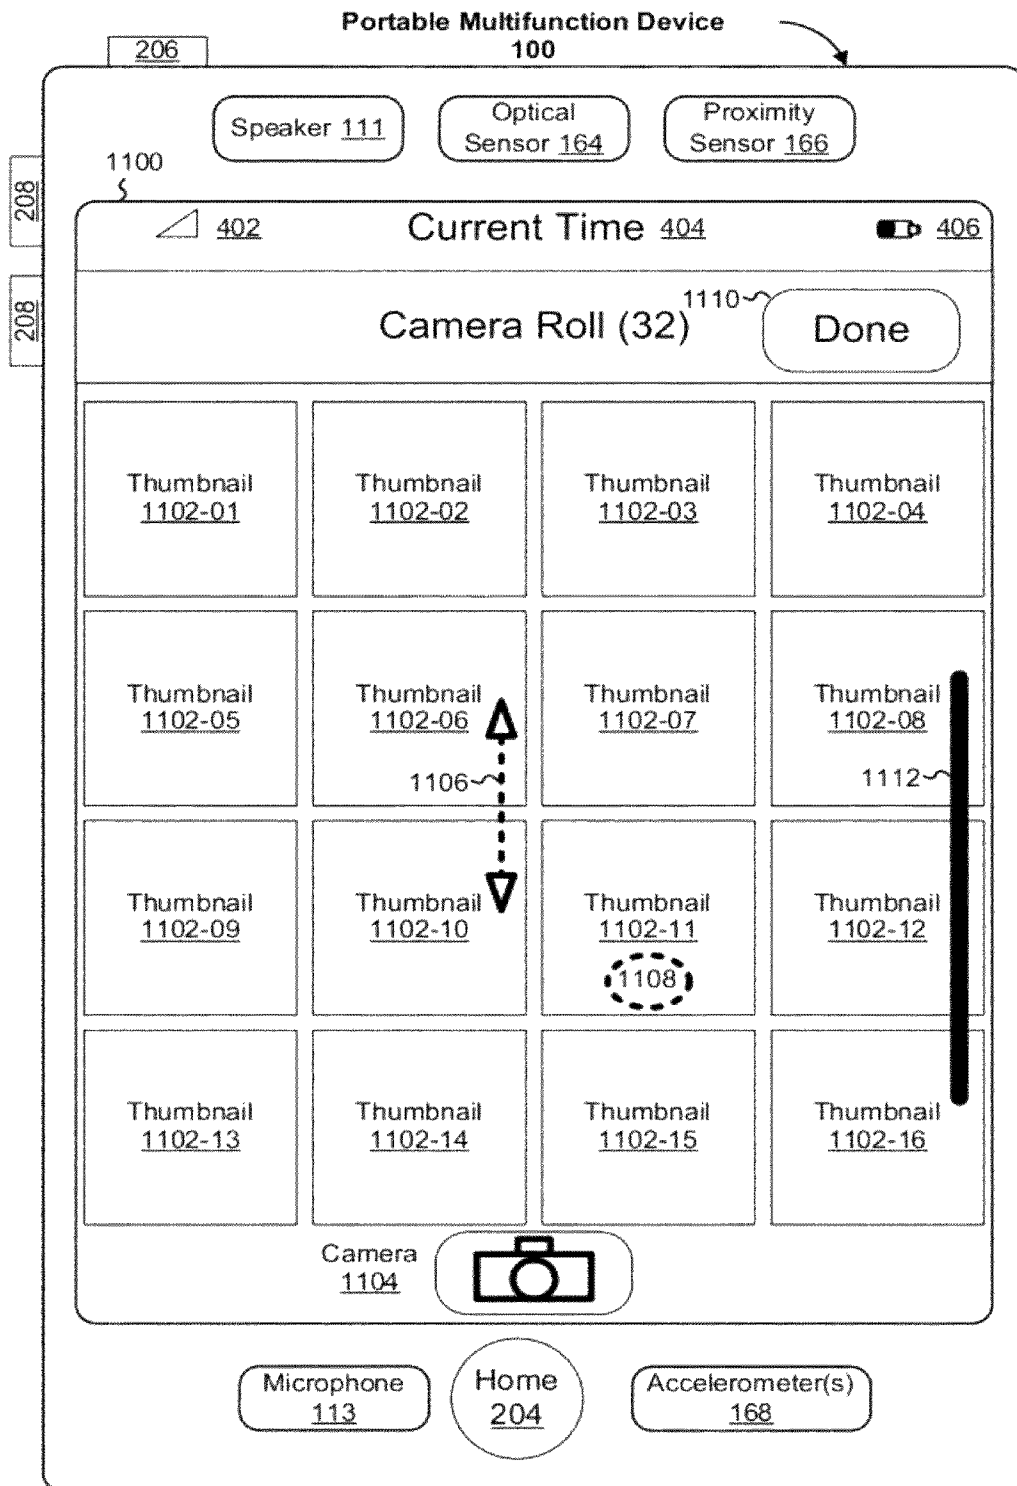 Portable Multifunction Device
100
206
Speaker 111
Optical
Sensor 164
Proximity
Sensor 166
208
208
1100
402
Current Time 404
406
Camera Roll (32)
1110
Done
Thumbnail
1102-01
Thumbnail
1102-02
Thumbnail
1102-03
Thumbnail
1102-04
Thumbnail
1102-05
Thumbnail
1102-06
Thumbnail
1102-07
Thumbnail
1102-08
1106
1112
Thumbnail
1102-09
Thumbnail
1102-10
Thumbnail
1102-11
1108
Thumbnail
1102-12
Thumbnail
1102-13
Thumbnail
1102-14
Thumbnail
1102-15
Thumbnail
1102-16
Camera
1104
Microphone
113
Home
204
Accelerometer(s)
168